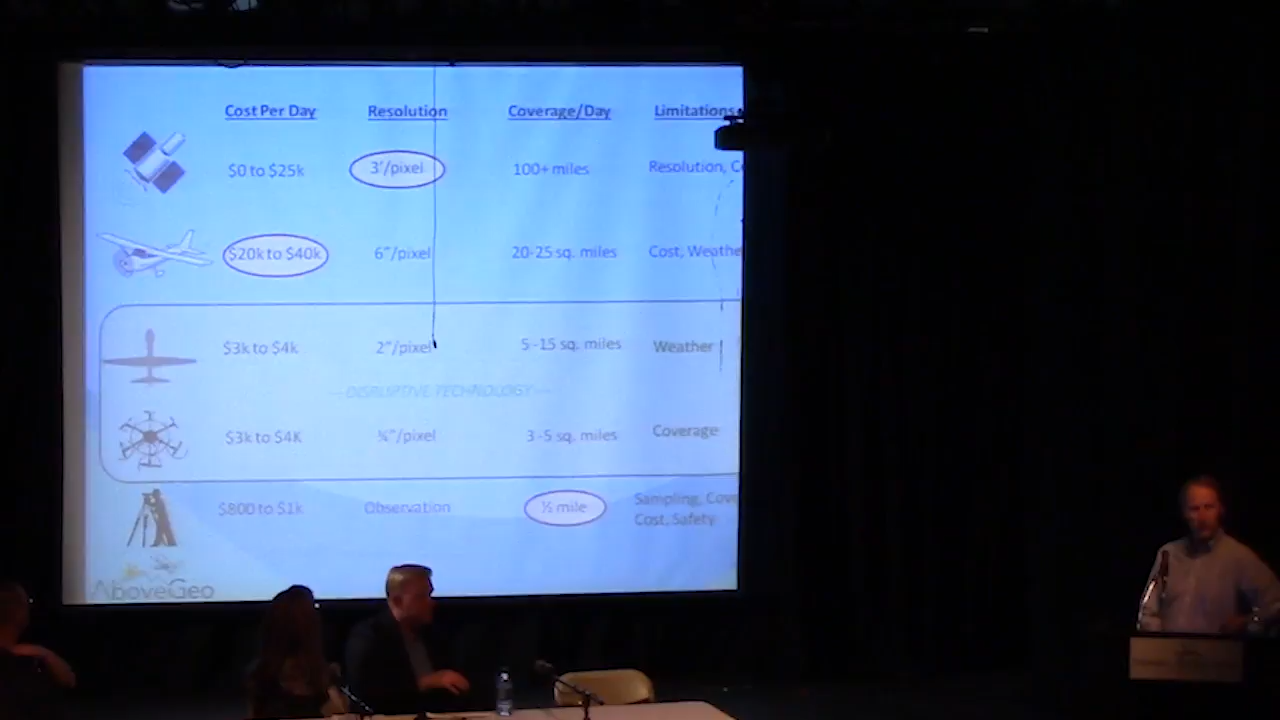 Cost Per Day Resolution Coverage/Day Limitations
$0 to $25k 3'/pixel 100+ miles Resolution,
$20k to $40k 6"/pixel 20-25 sq. miles Cost, Weathe
$3k to $4k 2"/pixel 5-15 sq. miles Weather
---DISRUPTIVE TECHNOLOGY---
$3k to $4K ¼"/pixel 3-5 sq. miles Coverage
$800 to $1k Observation ½ mile Sampling, Cove
Cost, Safety
AboveGeo